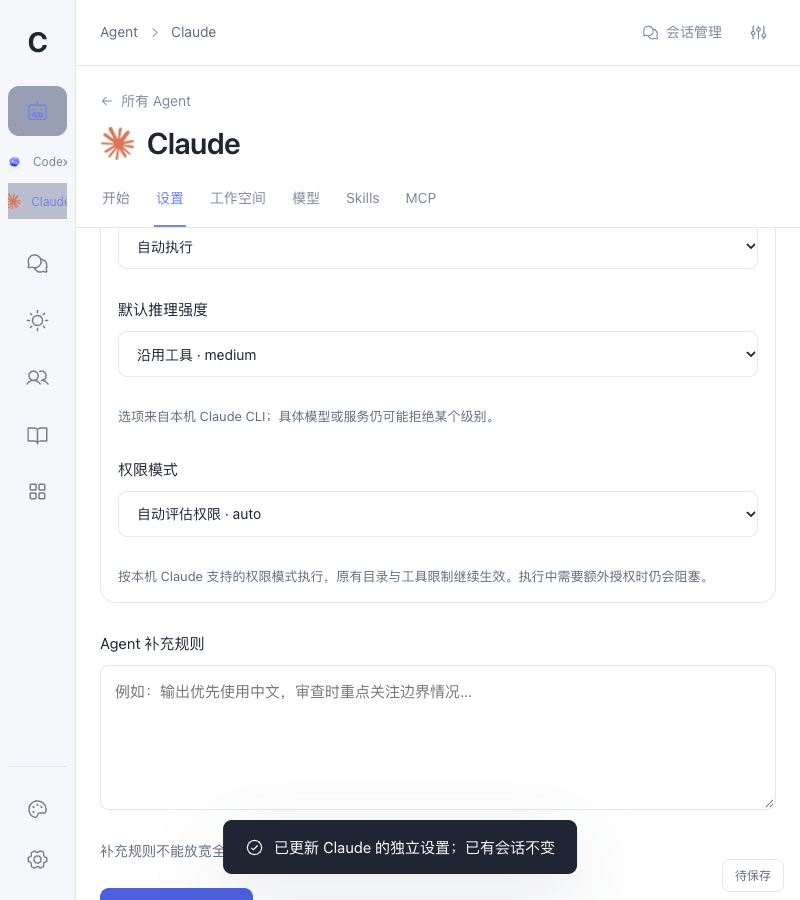 C
Agent > Claude
会话管理
Codex
Claude
← 所有 Agent
Claude
开始 设置 工作空间 模型 Skills MCP
自动执行
默认推理强度
沿用工具 · medium
选项来自本机 Claude CLI；具体模型或服务仍可能拒绝某个级别。
权限模式
自动评估权限 · auto
按本机 Claude 支持的权限模式执行，原有目录与工具限制继续生效。执行中需要额外授权时仍会阻塞。
Agent 补充规则
例如：输出优先使用中文，审查时重点关注边界情况...
补充规则不能放宽全
已更新 Claude 的独立设置；已有会话不变
待保存